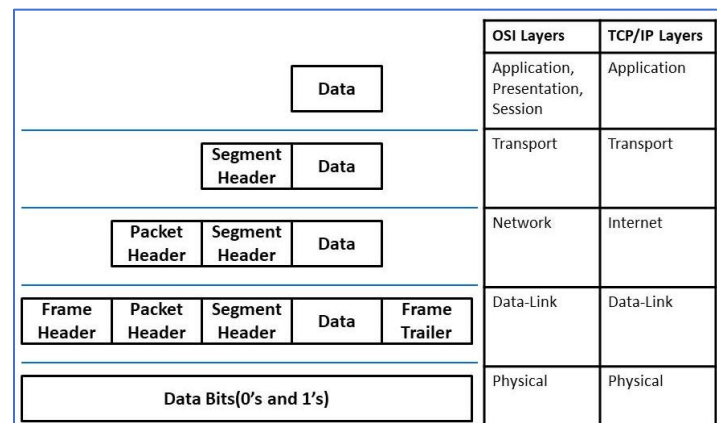 OSI Layers
TCP/IP Layers
Data
Application,
Presentation,
Session
Application
Segment
Header
Data
Transport
Transport
Packet
Header
Segment
Header
Data
Network
Internet
Frame
Header
Packet
Header
Segment
Header
Data
Frame
Trailer
Data-Link
Data-Link
Data Bits(0's and 1's)
Physical
Physical